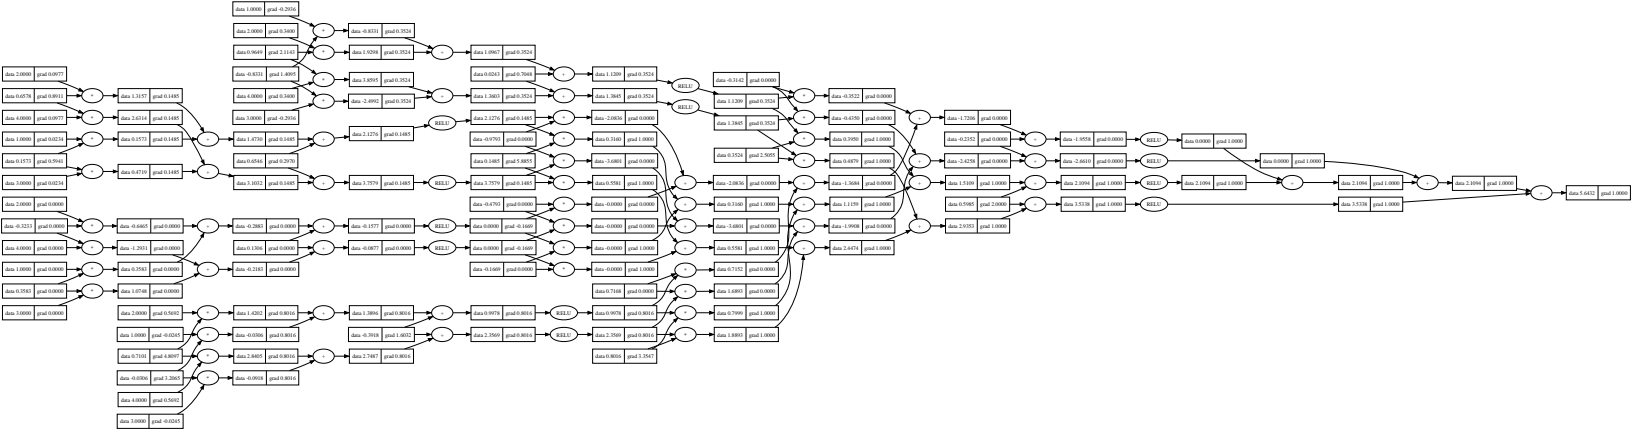 data 1.0000 grad -0.2936
data 2.0000 grad 0.3400
+
data -0.8331 grad 0.3524
data 0.9649 grad 2.1143
*
data 1.9298 grad 0.3524
+
data 1.0967 grad 0.3524
data 2.0000 grad 0.0977
data -0.8331 grad 1.4095
data 3.8595 grad 0.3524
data 0.0243 grad 0.7048
+
data 1.1209 grad 0.3524
RELU
data -0.3142 grad 0.0000
data 0.6578 grad 0.8911
*
data 1.3157 grad 0.1485
data 4.0000 grad 0.3400
*
data -2.4992 grad 0.3524
+
data 1.3603 grad 0.3524
+
data 1.3845 grad 0.3524
RELU
data 1.1209 grad 0.3524
*
data -0.3522 grad 0.0000
data 4.0000 grad 0.0977
*
data 2.6314 grad 0.1485
data 3.0000 grad -0.2936
RELU
data 2.1276 grad 0.1485
*
data -2.0836 grad 0.0000
data 1.3845 grad 0.3524
*
data -0.4350 grad 0.0000
+
data -1.7206 grad 0.0000
data 1.0000 grad 0.0234
*
data 0.1573 grad 0.1485
+
data 1.4730 grad 0.1485
+
data 2.1276 grad 0.1485
data -0.9793 grad 0.0000
*
data 0.3160 grad 1.0000
*
data 0.3950 grad 1.0000
data -0.2352 grad 0.0000
+
data -1.9558 grad 0.0000
RELU
data 0.0000 grad 1.0000
data 0.1573 grad 0.5941
data 0.6546 grad 0.2970
data 0.1485 grad 5.8855
*
data -3.6801 grad 0.0000
data 0.3524 grad 2.5055
*
data 0.4879 grad 1.0000
+
data -2.4258 grad 0.0000
+
data -2.6610 grad 0.0000
RELU
data 0.0000 grad 1.0000
data 3.0000 grad 0.0234
*
data 0.4719 grad 0.1485
+
data 3.1032 grad 0.1485
+
data 3.7579 grad 0.1485
RELU
data 3.7579 grad 0.1485
*
data 0.5581 grad 1.0000
+
data -2.0836 grad 0.0000
+
data -1.3684 grad 0.0000
+
data 1.5109 grad 1.0000
+
data 2.1094 grad 1.0000
RELU
data 2.1094 grad 1.0000
+
data 2.1094 grad 1.0000
+
data 2.1094 grad 1.0000
+
data 5.6432 grad 1.0000
data 2.0000 grad 0.0000
data -0.4793 grad 0.0000
*
data -0.0000 grad 0.0000
+
data 0.3160 grad 1.0000
+
data 1.1159 grad 1.0000
data 0.5985 grad 2.0000
+
data 3.5338 grad 1.0000
RELU
data 3.5338 grad 1.0000
data -0.3233 grad 0.0000
*
data -0.6465 grad 0.0000
+
data -0.2883 grad 0.0000
+
data -0.1577 grad 0.0000
RELU
data 0.0000 grad -0.1669
*
data -0.0000 grad 1.0000
+
data -3.6801 grad 0.0000
+
data -1.9908 grad 0.0000
+
data 2.9353 grad 1.0000
data 4.0000 grad 0.0000
*
data -1.2931 grad 0.0000
data 0.1306 grad 0.0000
+
data -0.0877 grad 0.0000
RELU
data 0.0000 grad -0.1669
*
data -0.0000 grad 0.0000
+
data 0.5581 grad 1.0000
+
data 2.4474 grad 1.0000
data 1.0000 grad 0.0000
*
data 0.3583 grad 0.0000
+
data -0.2183 grad 0.0000
data -0.1669 grad 0.0000
*
data -0.0000 grad 1.0000
*
data 0.7152 grad 0.0000
data 0.3583 grad 0.0000
*
data 1.0748 grad 0.0000
data 0.7168 grad 0.0000
*
data 1.6893 grad 0.0000
data 3.0000 grad 0.0000
data 2.0000 grad 0.5692
*
data 1.4202 grad 0.8016
+
data 1.3896 grad 0.8016
+
data 0.9978 grad 0.8016
RELU
data 0.9978 grad 0.8016
*
data 0.7999 grad 1.0000
data 1.0000 grad -0.0245
*
data -0.0306 grad 0.8016
data -0.3918 grad 1.6032
+
data 2.3569 grad 0.8016
RELU
data 2.3569 grad 0.8016
*
data 1.8893 grad 1.0000
data 0.7101 grad 4.8097
*
data 2.8405 grad 0.8016
+
data 2.7487 grad 0.8016
data 0.8016 grad 3.3547
data -0.0306 grad 3.2065
*
data -0.0918 grad 0.8016
data 4.0000 grad 0.5692
data 3.0000 grad -0.0245